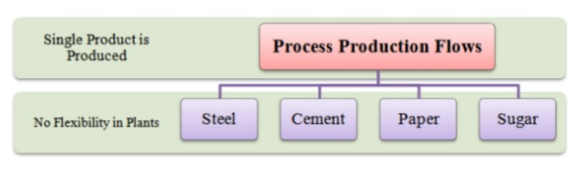 Single Product is
Produced
Process Production Flows
No Flexibility in Plants
Steel
Cement
Paper
Sugar